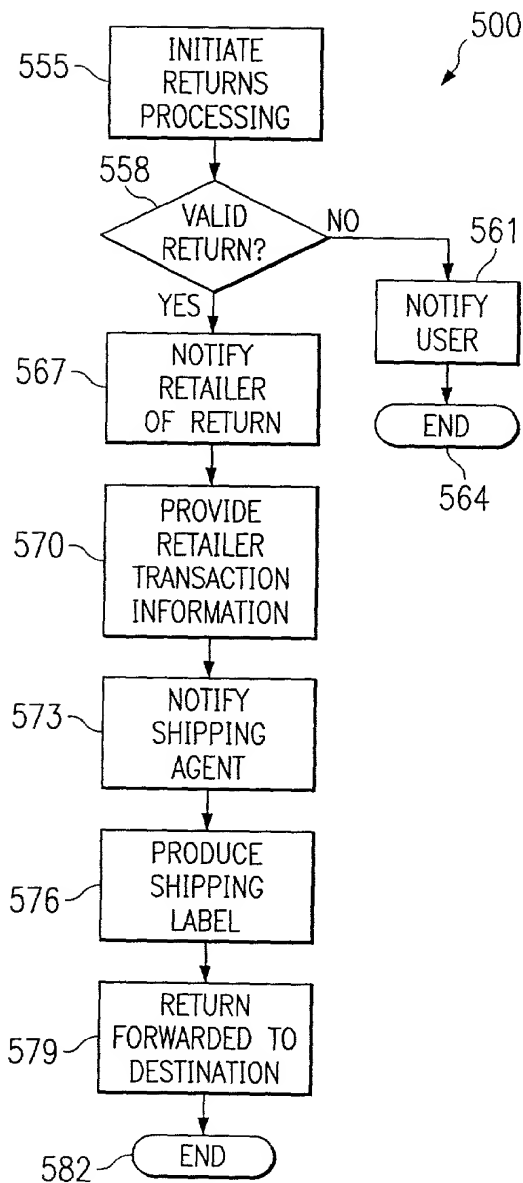 500
555
INITIATE
RETURNS
PROCESSING
558
VALID
RETURN?
NO
YES
561
NOTIFY
USER
END
564
567
NOTIFY
RETAILER
OF RETURN
570
PROVIDE
RETAILER
TRANSACTION
INFORMATION
573
NOTIFY
SHIPPING
AGENT
576
PRODUCE
SHIPPING
LABEL
579
RETURN
FORWARDED TO
DESTINATION
582
END